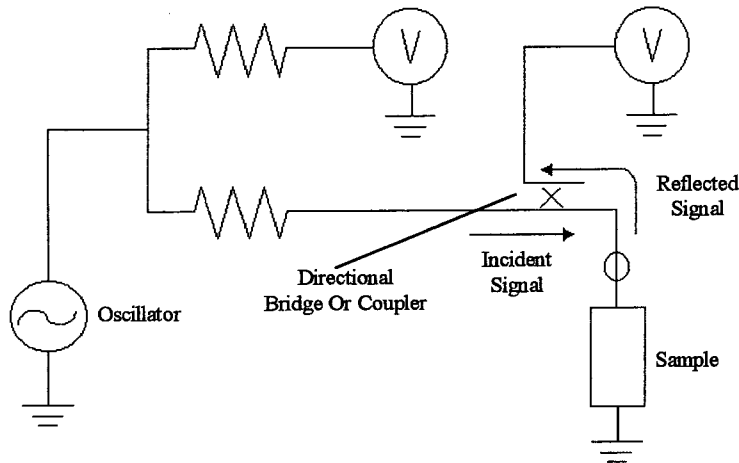 V
V
Reflected
Signal
Incident
Signal
Directional
Bridge Or Coupler
Oscillator
Sample